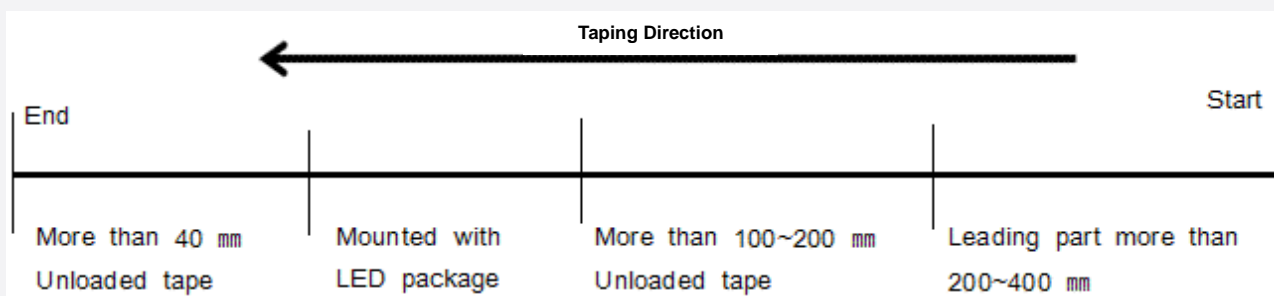 Taping Direction
End
Start
More than 40 ㎜
Unloaded tape
Mounted with
LED package
More than 100~200 ㎜
Unloaded tape
Leading part more than
200~400 ㎜